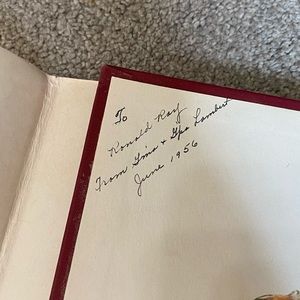 To
Ronald Ray
From Gma + Gpa Lambert
June 1956